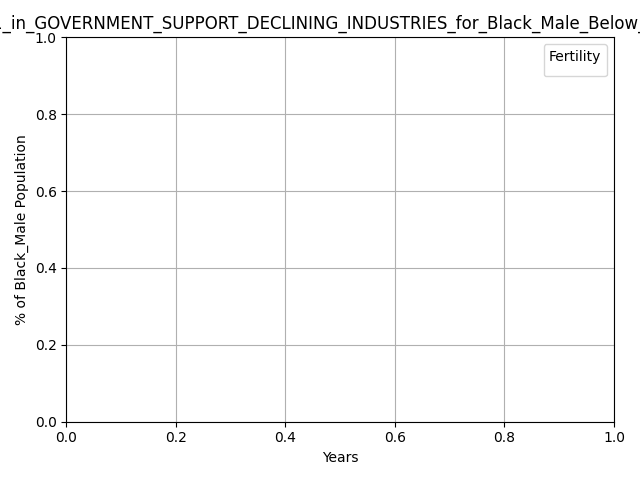 _in_GOVERNMENT_SUPPORT_DECLINING_INDUSTRIES_for_Black_Male_Below_
Fertility
% of Black_Male Population
1.0
0.8
0.6
0.4
0.2
0.0
0.0 0.2 0.4 0.6 0.8 1.0
Years